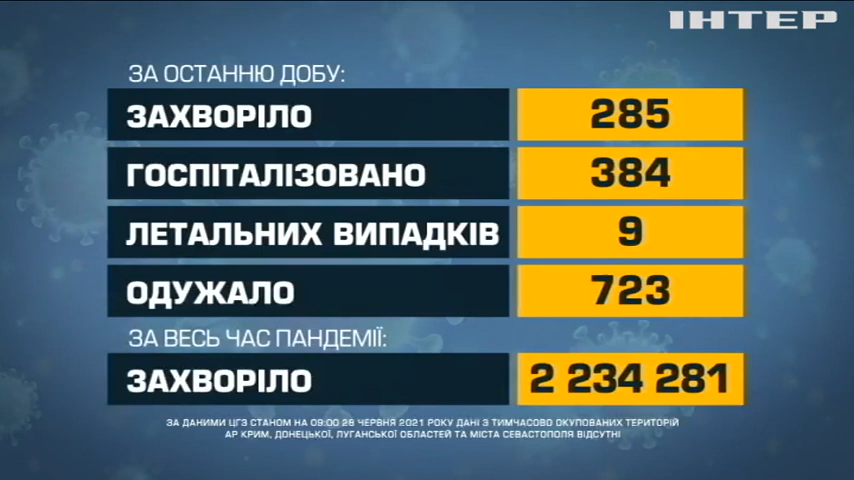 ІНТЕР
ЗА ОСТАННЮ ДОБУ:
ЗАХВОРІЛО 285
ГОСПІТАЛІЗОВАНО 384
ЛЕТАЛЬНИХ ВИПАДКІВ 9
ОДУЖАЛО 723
ЗА ВЕСЬ ЧАС ПАНДЕМІЇ:
ЗАХВОРІЛО 2 234 281
ЗА ДАНИМИ ЦГЗ СТАНОМ НА 09:00 28 ЧЕРВНЯ 2021 РОКУ ДАНІ З ТИМЧАСОВО ОКУПОВАНИХ ТЕРИТОРІЙ
АР КРИМ, ДОНЕЦЬКОЇ, ЛУГАНСЬКОЇ ОБЛАСТЕЙ ТА МІСТА СЕВАСТОПОЛЯ ВІДСУТНІ